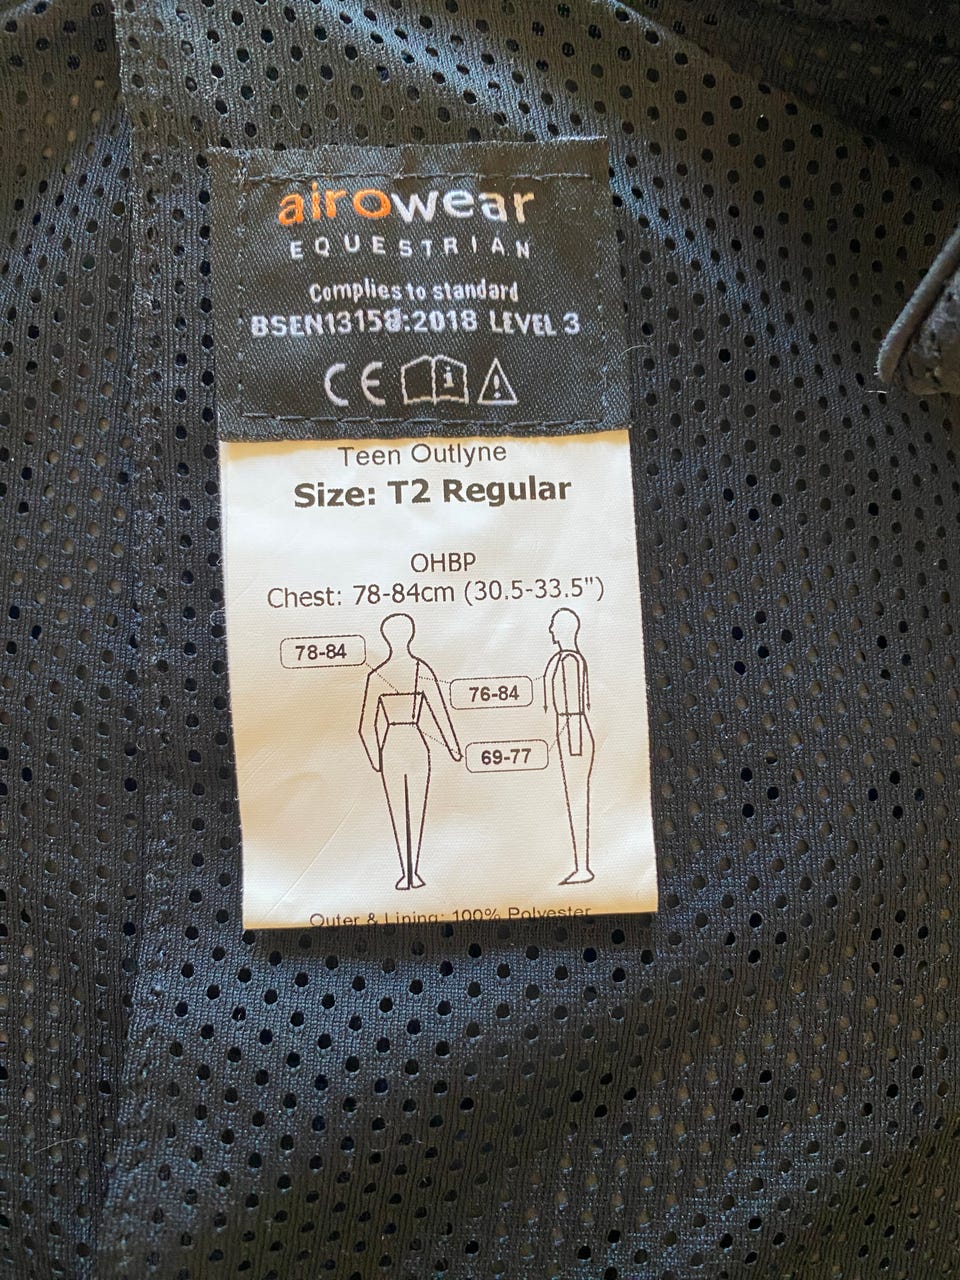 airowear
EQUESTRIAN
Complies to standard
BSEN13158:2018 LEVEL 3
CE i !
Teen Outlyne
Size: T2 Regular
OHBP
Chest: 78-84cm (30.5-33.5")
78-84
76-84
69-77
Outer & Lining: 100% Polyester